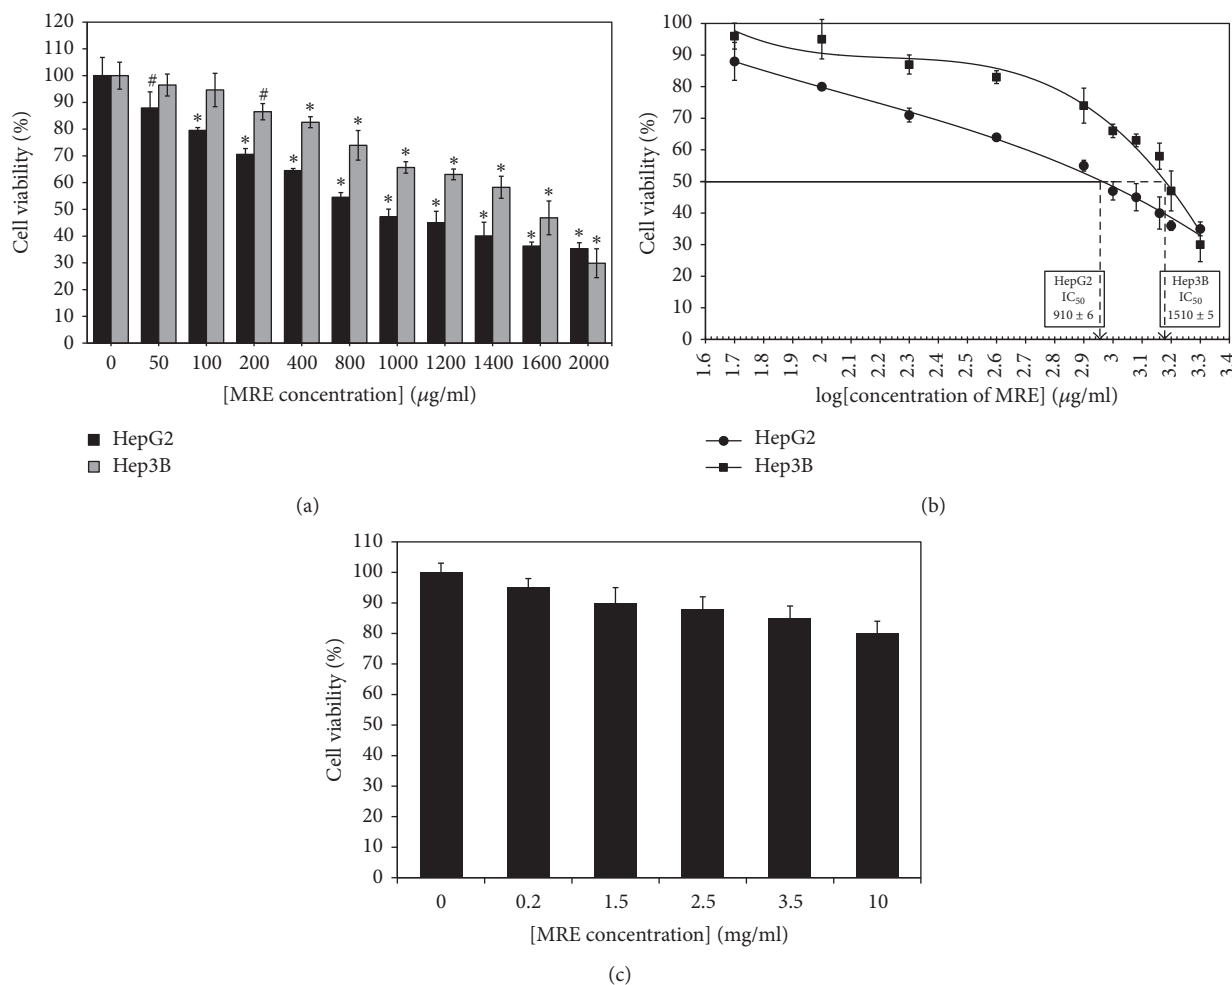 120
110
100
90
80
70
60
50
40
30
20
10
0
Cell viability (%)
# * * * * * * * * *
# * * * * * * *
0 50 100 200 400 800 1000 1200 1400 1600 2000
[MRE concentration] (μg/ml)
HepG2
Hep3B
(a)
100
90
80
70
60
50
40
30
20
10
0
Cell viability (%)
HepG2
IC50
910 ± 6
Hep3B
IC50
1510 ± 5
1.6 1.7 1.8 1.9 2 2.1 2.2 2.3 2.4 2.5 2.6 2.7 2.8 2.9 3 3.1 3.2 3.3 3.4
log[concentration of MRE] (μg/ml)
HepG2
Hep3B
(b)
110
100
90
80
70
60
50
40
30
20
10
0
Cell viability (%)
0 0.2 1.5 2.5 3.5 10
[MRE concentration] (mg/ml)
(c)